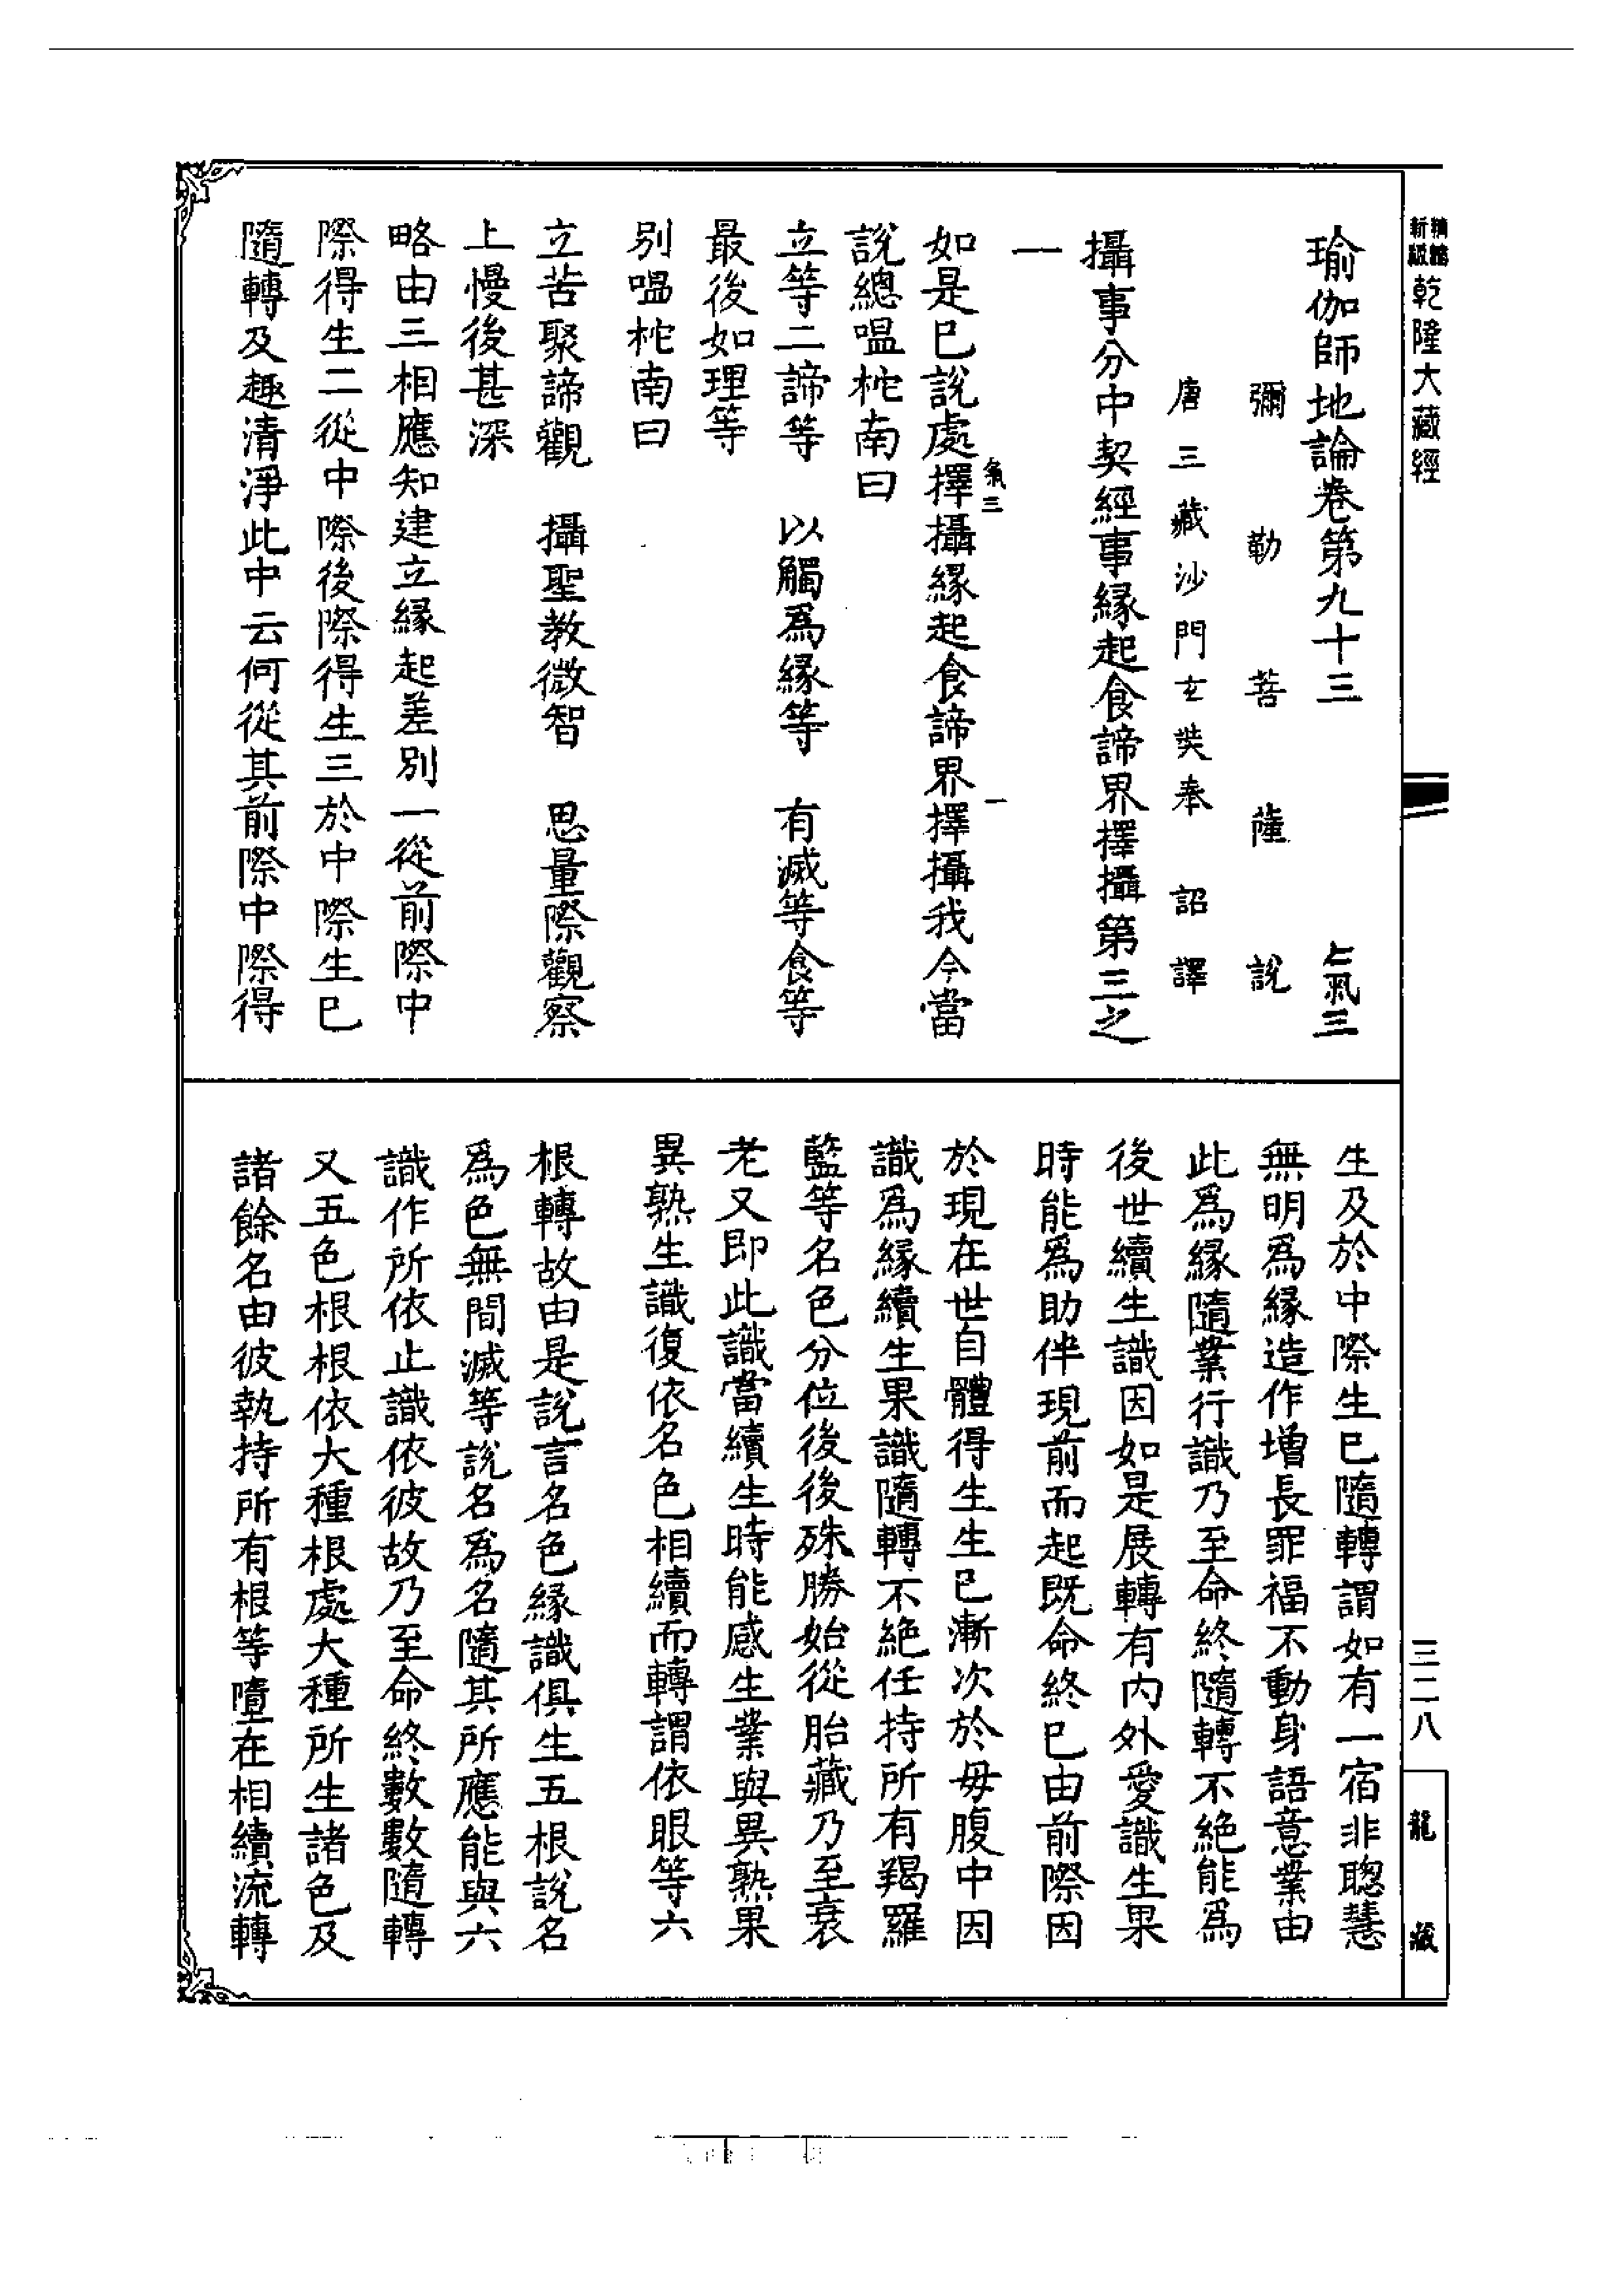 新編縮本乾隆大藏經
瑜伽師地論卷第九十三 氣三
彌勒菩薩說
唐三藏沙門玄奘奉 詔譯
攝事分中契經事緣起食諦界擇攝第三之
一
氣三 一
如是已說處擇攝緣起食諦界擇攝我今當
說總嗢柁南曰
立等二諦等 以觸爲緣等 有滅等食等
最後如理等
別嗢柁南曰
立苦聚諦觀 攝聖教微智 思量際觀察
上慢後甚深
略由三相應知建立緣起差別一從前際中
際得生二從中際後際得生三於中際生已
隨轉及趣清淨此中云何從其前際中際得
生及於中際生已隨轉謂如有一宿非聰慧
無明爲緣造作增長罪福不動身語意業由
此爲緣隨業行識乃至命終隨轉不絕能爲
後世續生識因如是展轉有內外愛識生果
時能爲助伴現前而起既命終已由前際因
於現在世自體得生生已漸次於母腹中因
識爲緣續生果識隨轉不絕任持所有羯羅
藍等名色分位後後殊勝始從胎藏乃至衰
老又即此識當續生時能感生業與異熟果
異熟生識復依名色相續而轉謂依眼等六
根轉故由是說言名色緣識俱生五根說名
爲色無間滅等說名爲名隨其所應能與六
識作所依止識依彼故乃至命終數數隨轉
又五色根根依大種根處大種所生諸色及
諸餘名由彼執持所有根等墮在相續流轉
三二八
龍藏